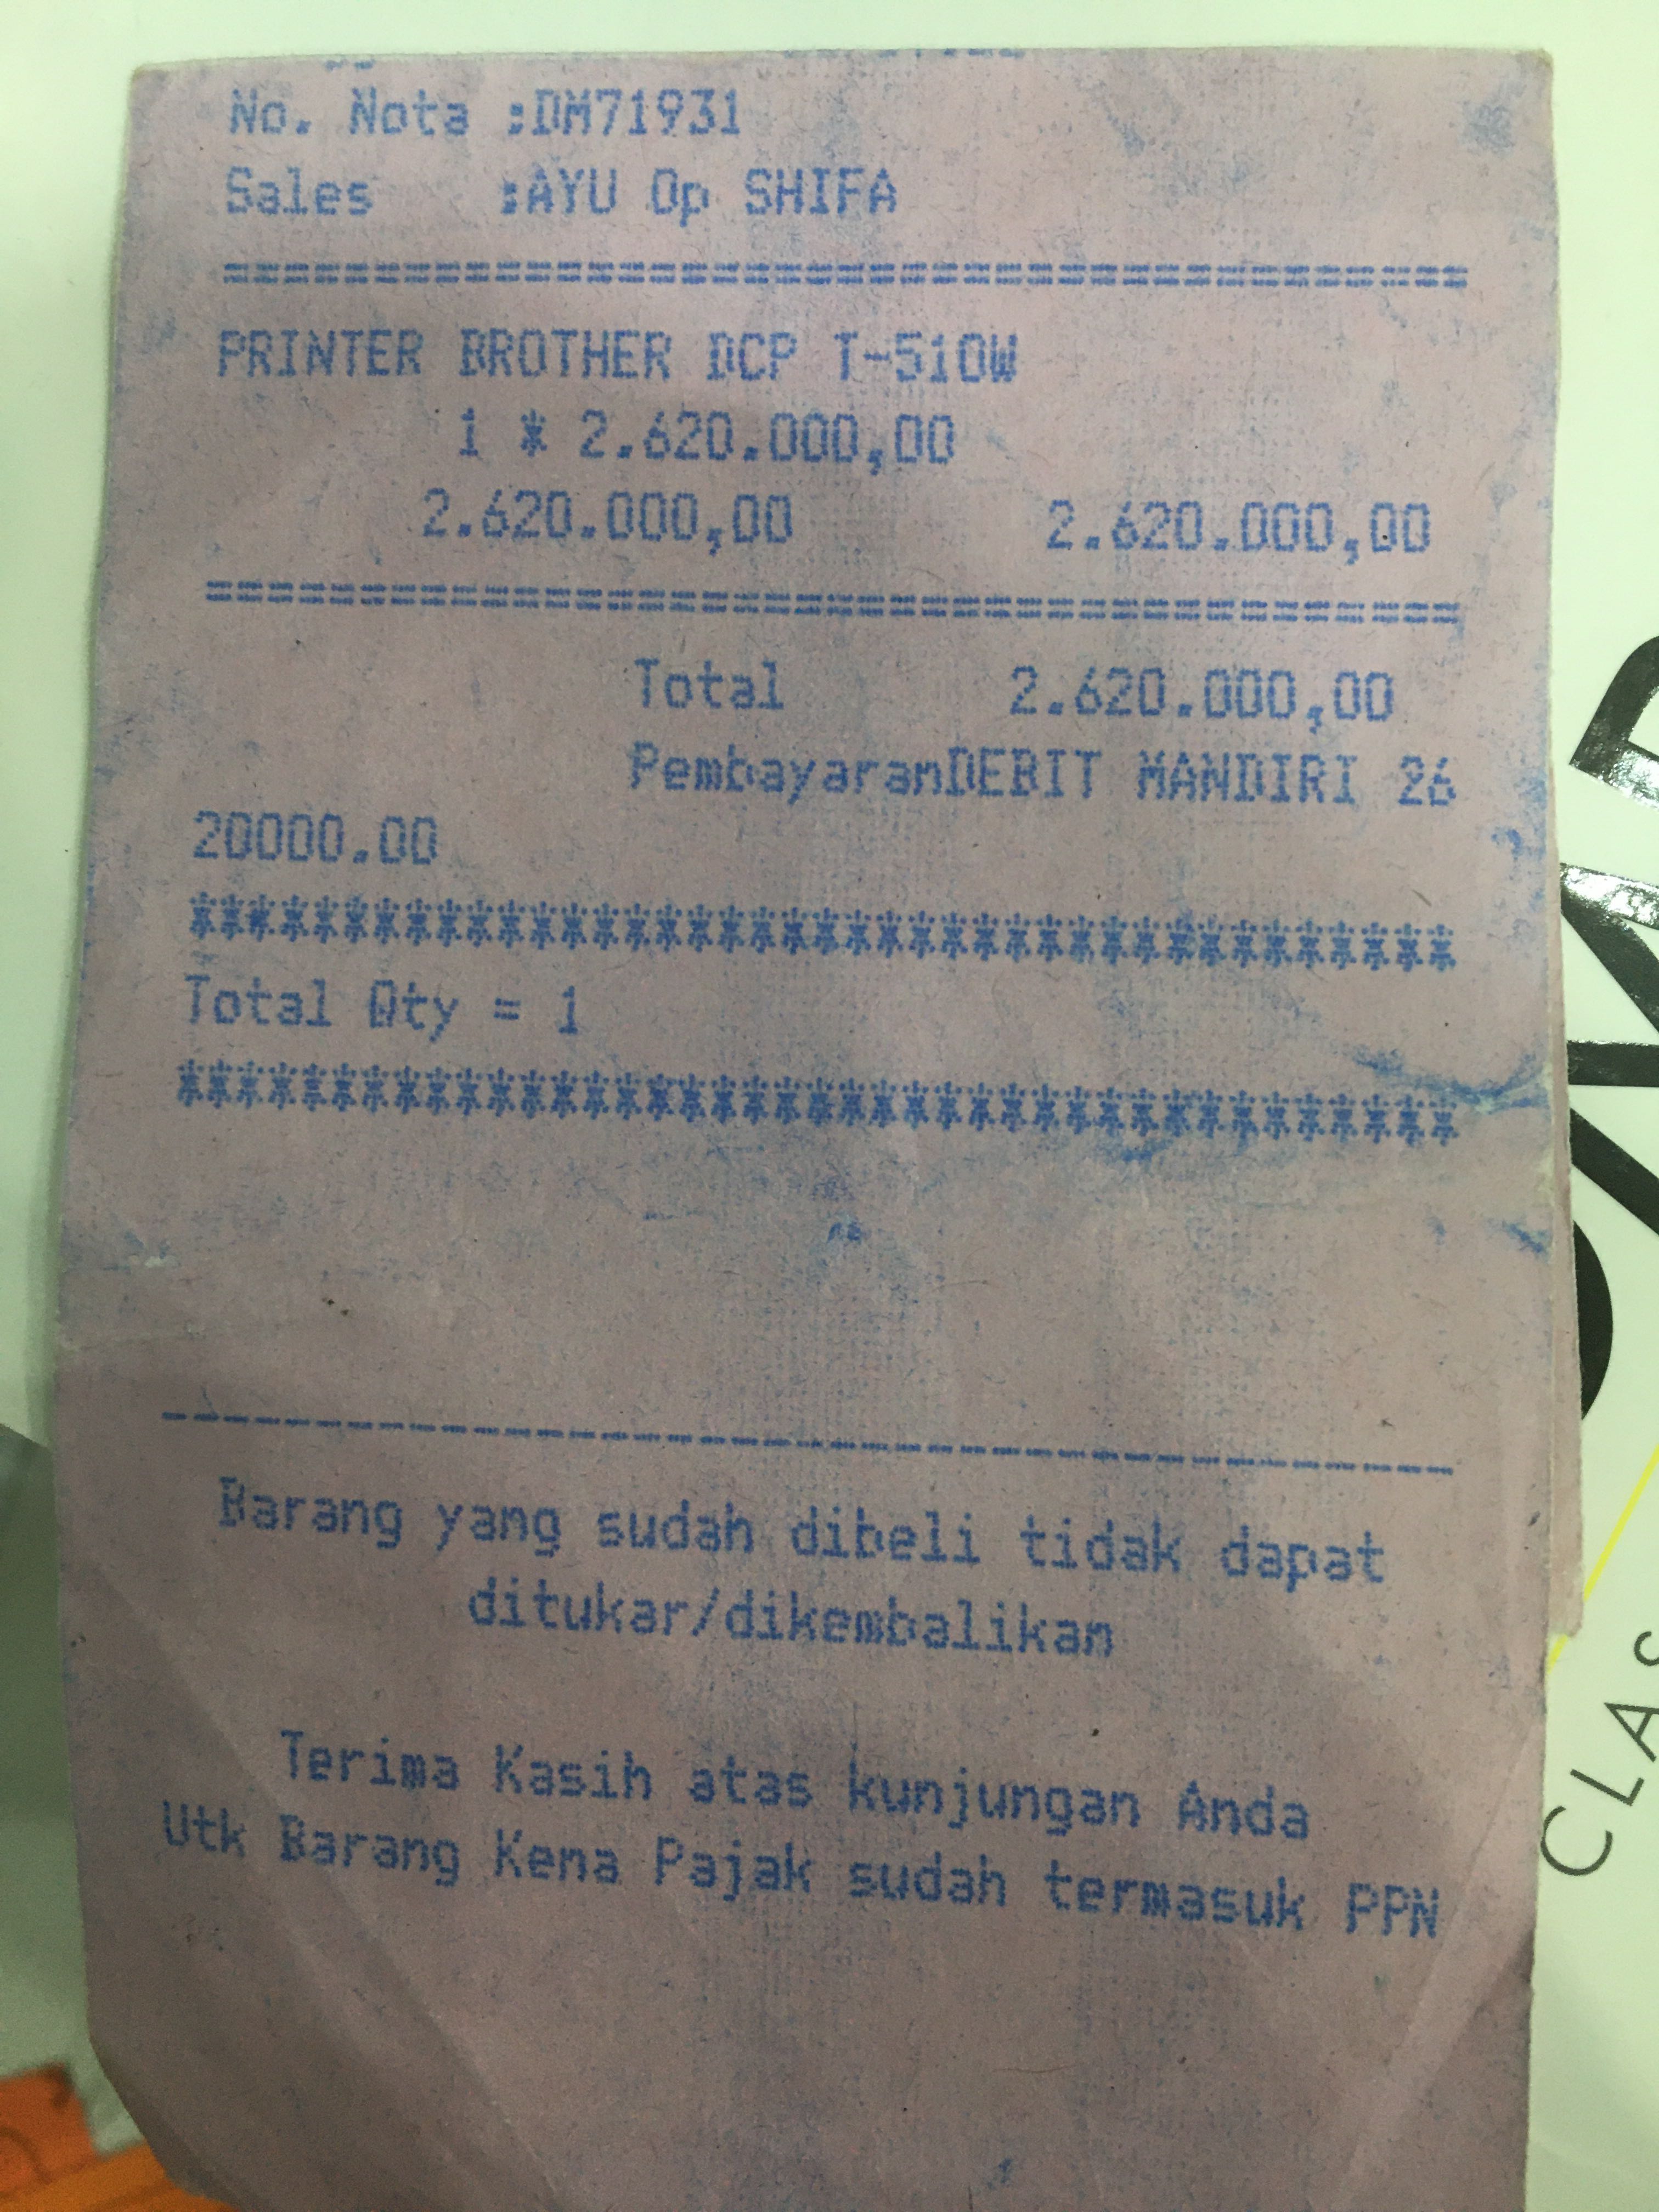 No. Nota :DM71931
Sales :AYU Op SHIFA
==========================================
PRINTER BROTHER DCP T-510W
1 * 2.620.000,00
2.620.000,00 2.620.000,00
==========================================
Total 2.620.000,00
PembayaranDEBIT MANDIRI 26
20000.00
****************************************
Total Qty = 1
****************************************
------------------------------------------
Barang yang sudah dibeli tidak dapat
ditukar/dikembalikan
Terima Kasih atas kunjungan Anda
Utk Barang Kena Pajak sudah termasuk PPN
CLAS